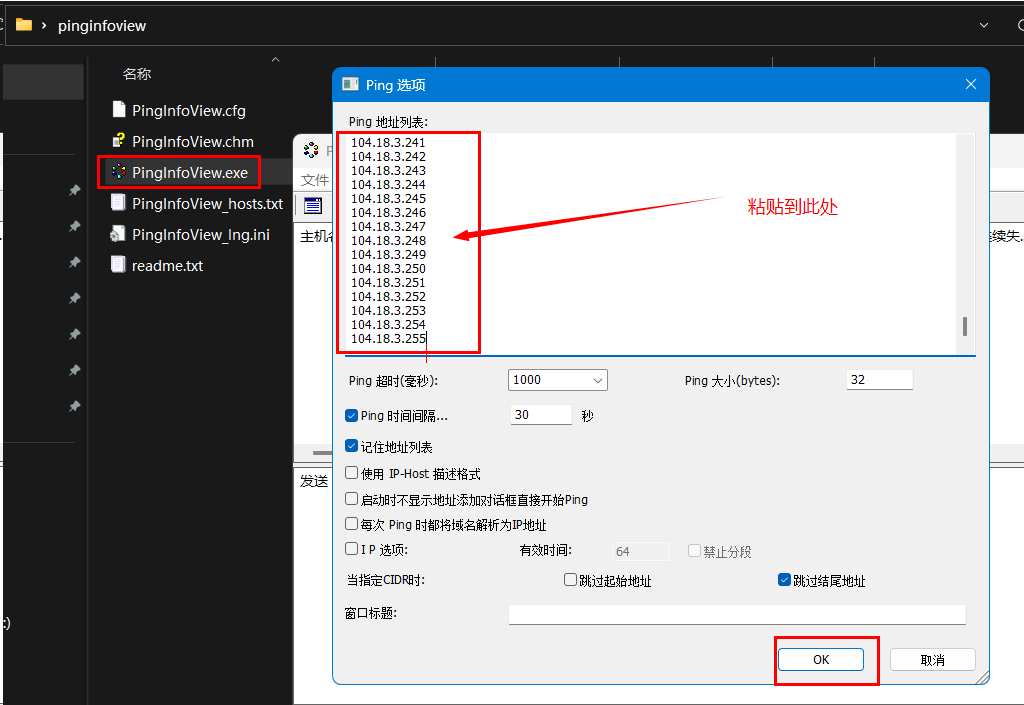 pinginfoview
名称
PingInfoView.cfg
PingInfoView.chm
PingInfoView.exe
PingInfoView_hosts.txt
PingInfoView_lng.ini
readme.txt
文件
主机名
发送
续失...
:)
Ping 选项
Ping 地址列表:
104.18.3.241
104.18.3.242
104.18.3.243
104.18.3.244
104.18.3.245
104.18.3.246
104.18.3.247
104.18.3.248
104.18.3.249
104.18.3.250
104.18.3.251
104.18.3.252
104.18.3.253
104.18.3.254
104.18.3.255
粘贴到此处
Ping 超时(毫秒): 1000 Ping 大小(bytes): 32
Ping 时间间隔... 30 秒
记住地址列表
使用 IP-Host 描述格式
启动时不显示地址添加对话框直接开始Ping
每次 Ping 时都将域名解析为IP地址
I P 选项: 有效时间: 64 禁止分段
当指定CIDR时: 跳过起始地址 跳过结尾地址
窗口标题:
OK 取消